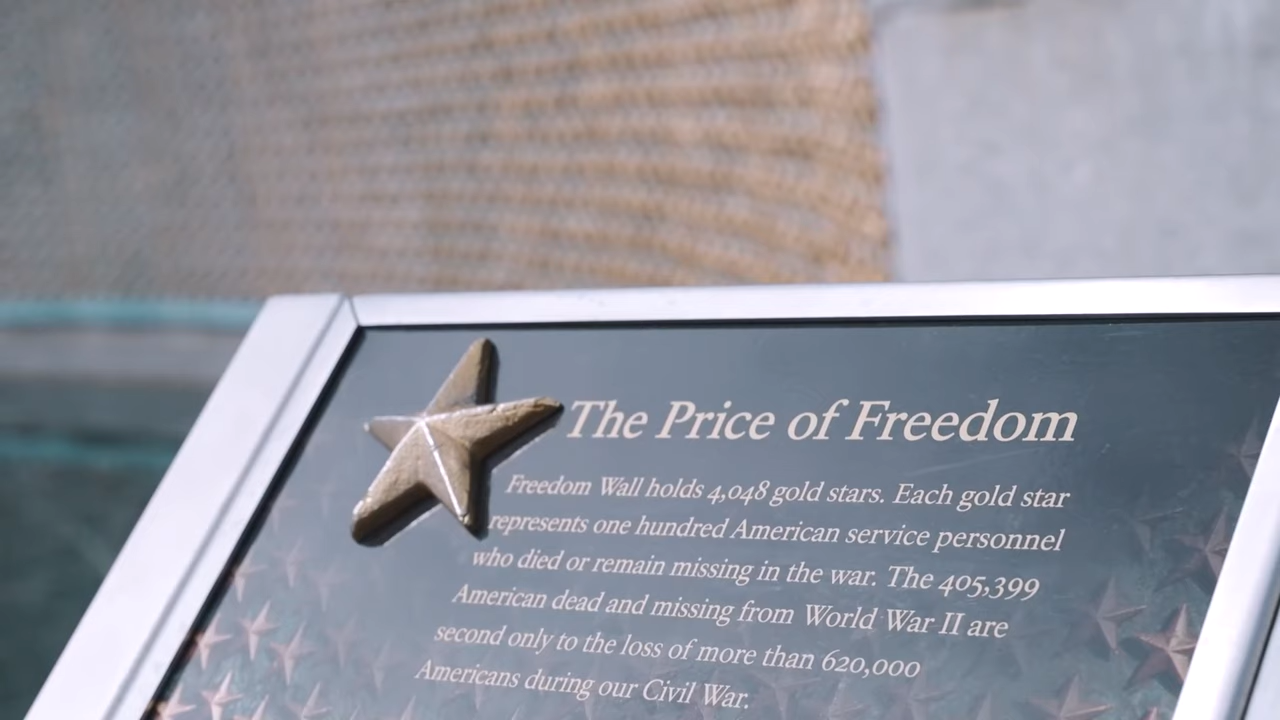 The Price of Freedom
Freedom Wall holds 4,048 gold stars. Each gold star
represents one hundred American service personnel
who died or remain missing in the war. The 405,399
American dead and missing from World War II are
second only to the loss of more than 620,000
Americans during our Civil War.